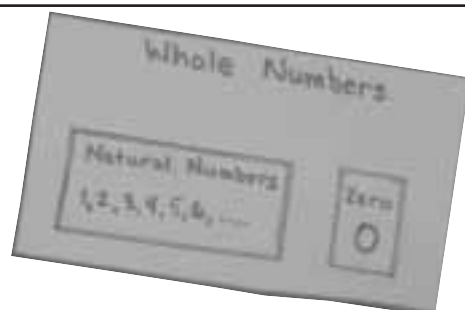 Whole Numbers
Natural Numbers
1,2,3,4,5,6,....
Zero
0